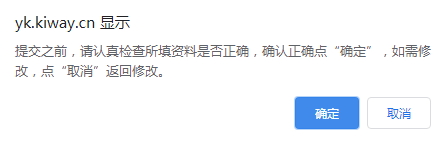 yk.kiway.cn 显示
提交之前，请认真检查所填资料是否正确，确认正确点“确定”，如需修
改，点“取消”返回修改。
确定
取消